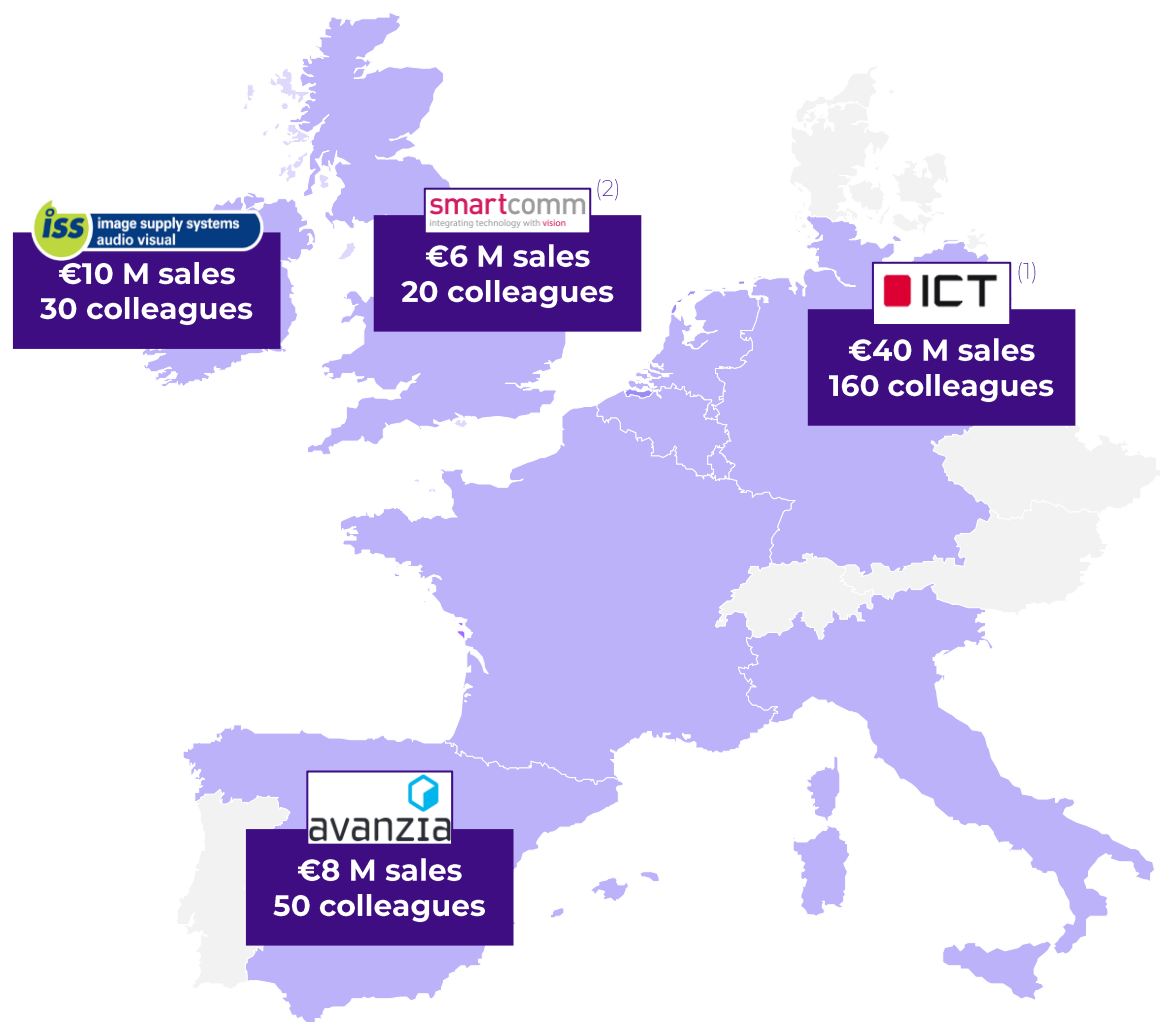 iss image supply systems
audio visual
€10 M sales
30 colleagues
smartcomm (2)
integrating technology with vision
€6 M sales
20 colleagues
ICT (1)
€40 M sales
160 colleagues
avanzia
€8 M sales
50 colleagues